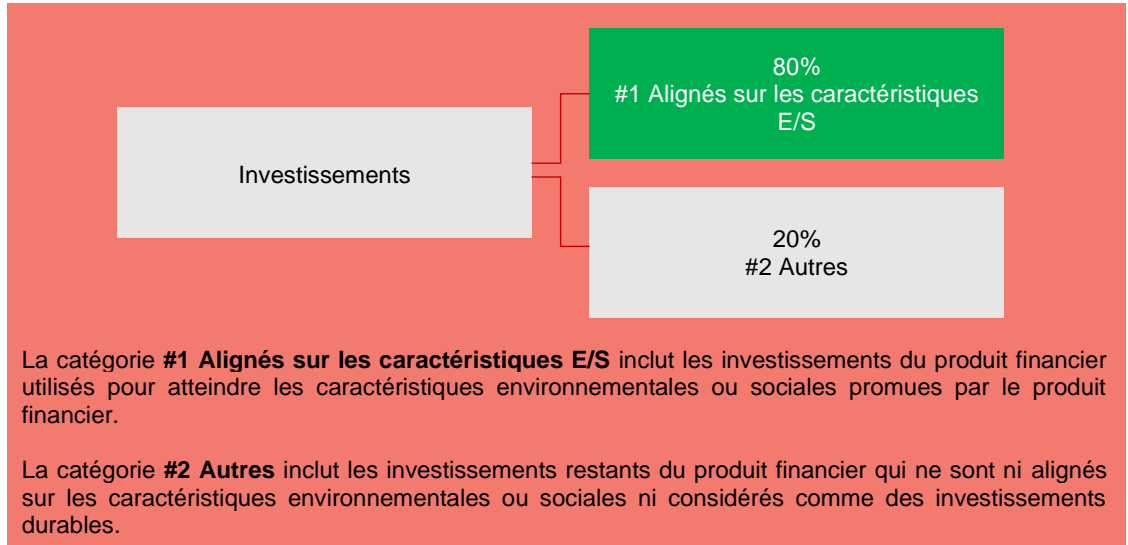 80%
#1 Alignés sur les caractéristiques
E/S
Investissements
20%
#2 Autres
La catégorie #1 Alignés sur les caractéristiques E/S inclut les investissements du produit financier
utilisés pour atteindre les caractéristiques environnementales ou sociales promues par le produit
financier.
La catégorie #2 Autres inclut les investissements restants du produit financier qui ne sont ni alignés
sur les caractéristiques environnementales ou sociales ni considérés comme des investissements
durables.